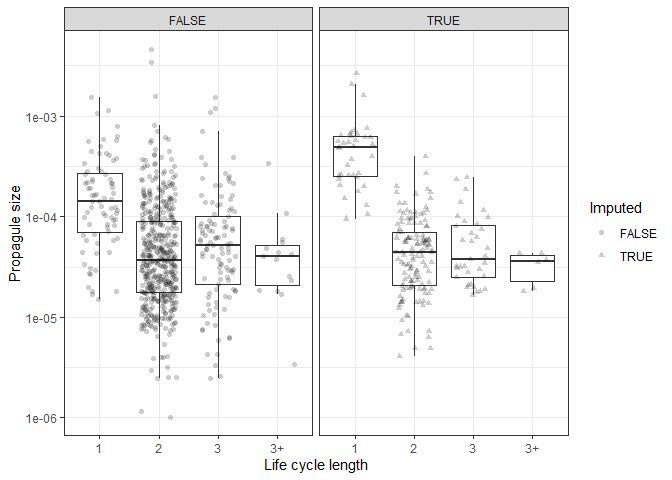 FALSE
TRUE
Propagule size
1e-03
1e-04
1e-05
1e-06
1
2
3
3+
1
2
3
3+
Life cycle length
Imputed
FALSE
TRUE